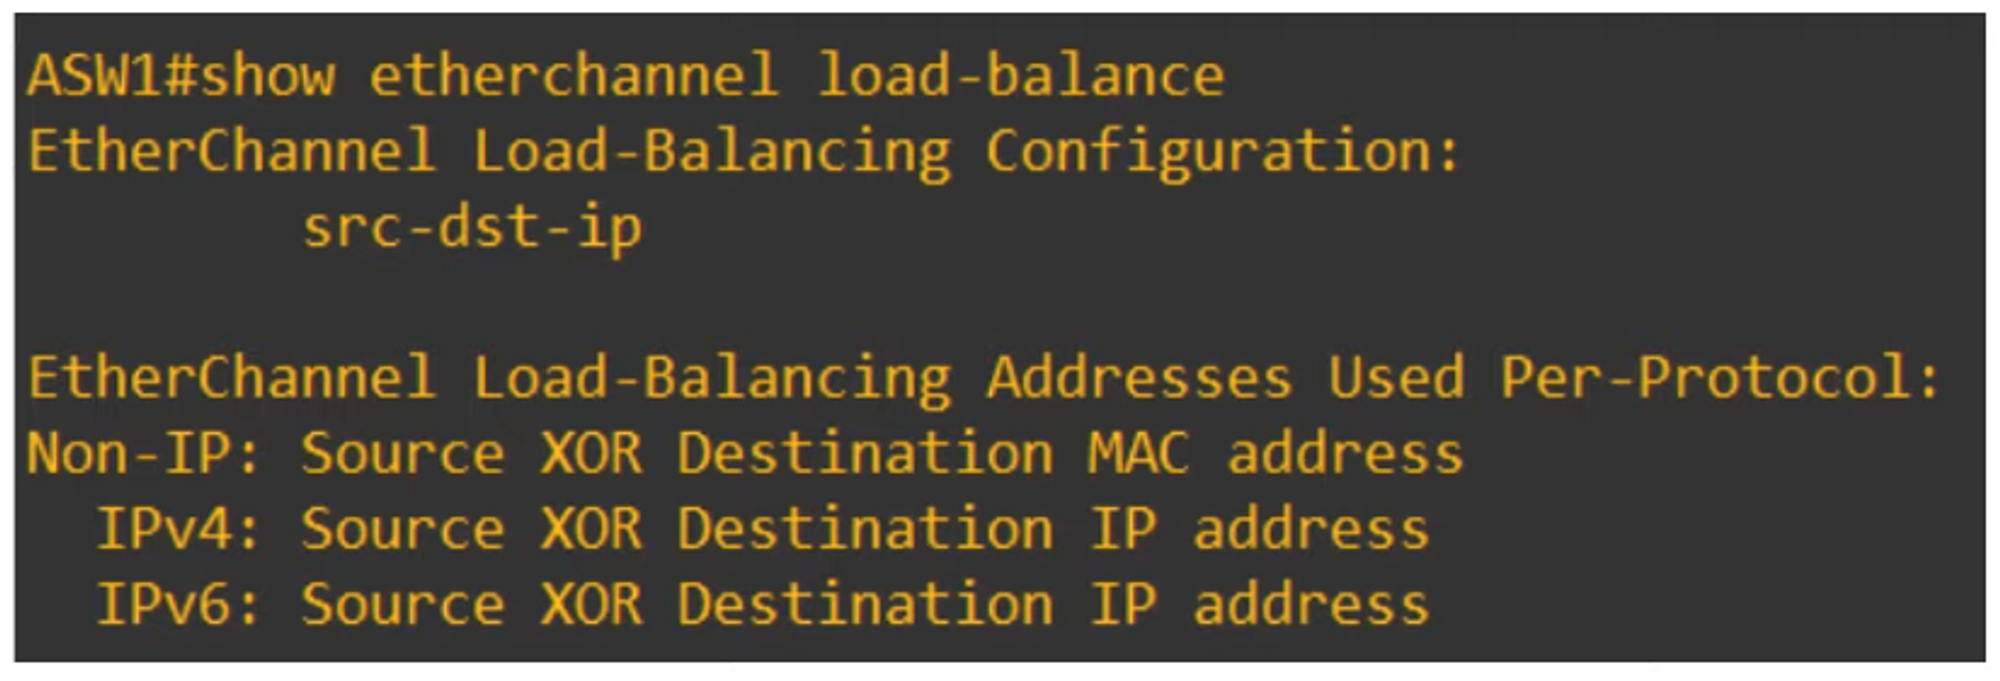 ASW1#show etherchannel load-balance
EtherChannel Load-Balancing Configuration:
src-dst-ip
EtherChannel Load-Balancing Addresses Used Per-Protocol:
Non-IP: Source XOR Destination MAC address
IPv4: Source XOR Destination IP address
IPv6: Source XOR Destination IP address